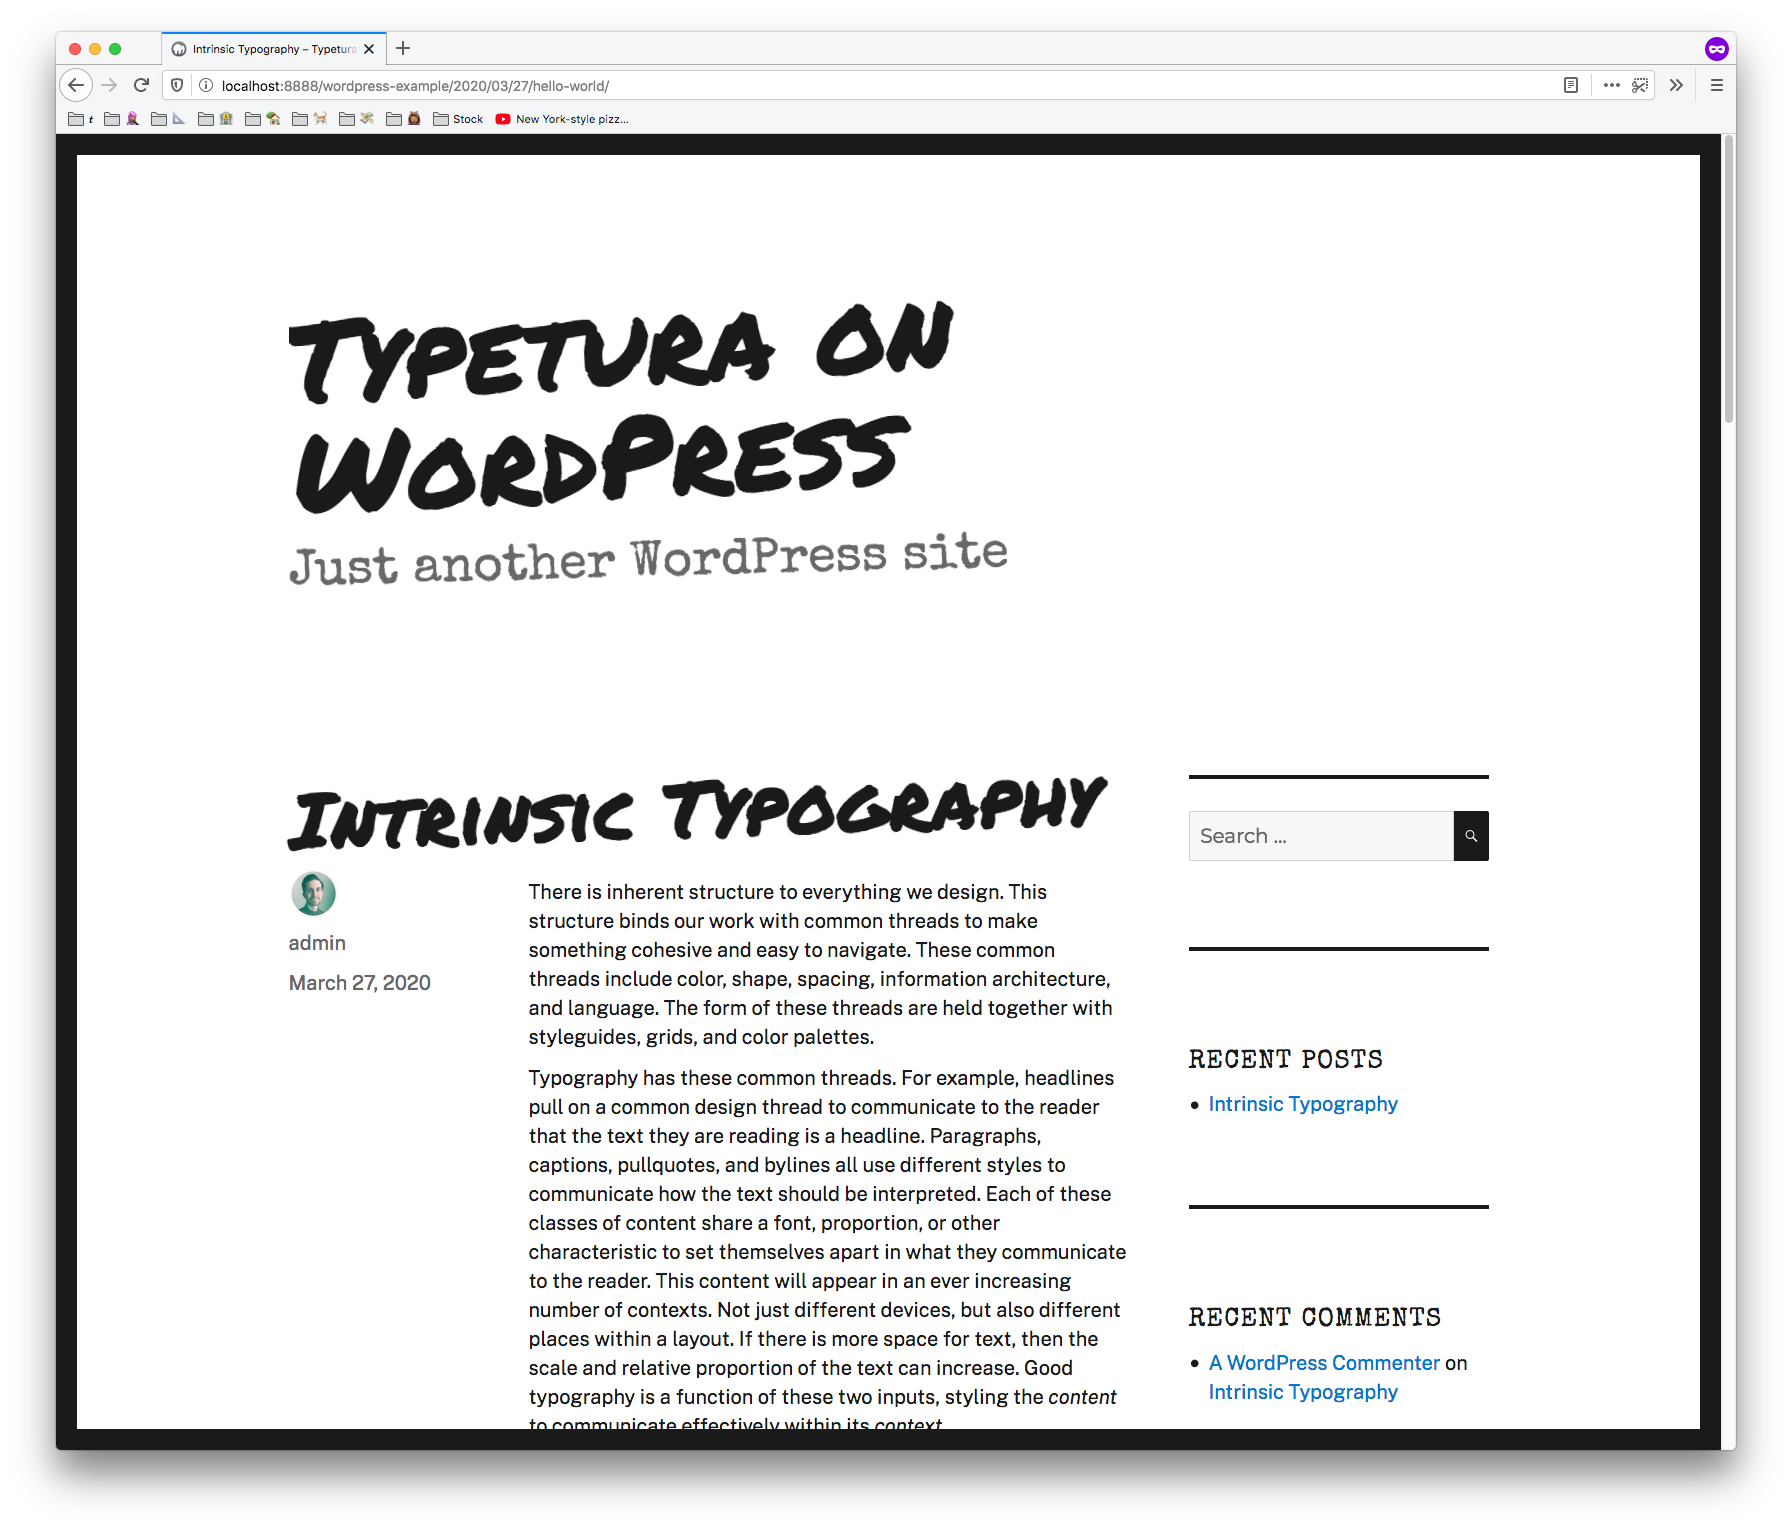 Intrinsic Typography – Typetura
localhost:8888/wordpress-example/2020/03/27/hello-world/
t
Stock
New York-style pizz...
Typetura on
WordPress
Just another WordPress site
Intrinsic Typography
admin
March 27, 2020
There is inherent structure to everything we design. This
structure binds our work with common threads to make
something cohesive and easy to navigate. These common
threads include color, shape, spacing, information architecture,
and language. The form of these threads are held together with
styleguides, grids, and color palettes.
Typography has these common threads. For example, headlines
pull on a common design thread to communicate to the reader
that the text they are reading is a headline. Paragraphs,
captions, pullquotes, and bylines all use different styles to
communicate how the text should be interpreted. Each of these
classes of content share a font, proportion, or other
characteristic to set themselves apart in what they communicate
to the reader. This content will appear in an ever increasing
number of contexts. Not just different devices, but also different
places within a layout. If there is more space for text, then the
scale and relative proportion of the text can increase. Good
typography is a function of these two inputs, styling the content
to communicate effectively within its context.
Search ...
RECENT POSTS
Intrinsic Typography
RECENT COMMENTS
A WordPress Commenter on
Intrinsic Typography